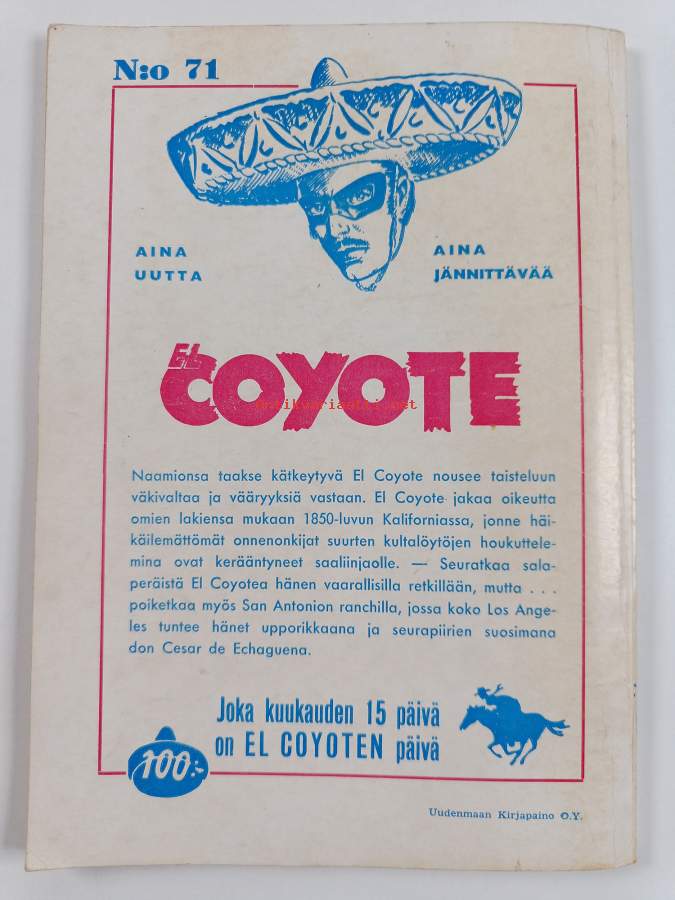 N:o 71
AINA
UUTTA
AINA
JÄNNITTÄVÄÄ
EL
COYOTE
Naamionsa taakse kätkeytyvä El Coyote nousee taisteluun
väkivaltaa ja vääryyksiä vastaan. El Coyote jakaa oikeutta
omien lakiensa mukaan 1850-luvun Kaliforniassa, jonne häi-
käilemättömät onnenonkijat suurten kultalöytöjen houkuttele-
mina ovat kerääntyneet saaliinjaolle. — Seuratkaa sala-
peräistä El Coyotea hänen vaarallisilla retkillään, mutta . . .
poiketkaa myös San Antonion ranchilla, jossa koko Los Ange-
les tuntee hänet upporikkaana ja seurapiirien suosimana
don Cesar de Echaguena.
Joka kuukauden 15 päivä
on EL COYOTEN päivä
100:-
Uudenmaan Kirjapaino O.Y.